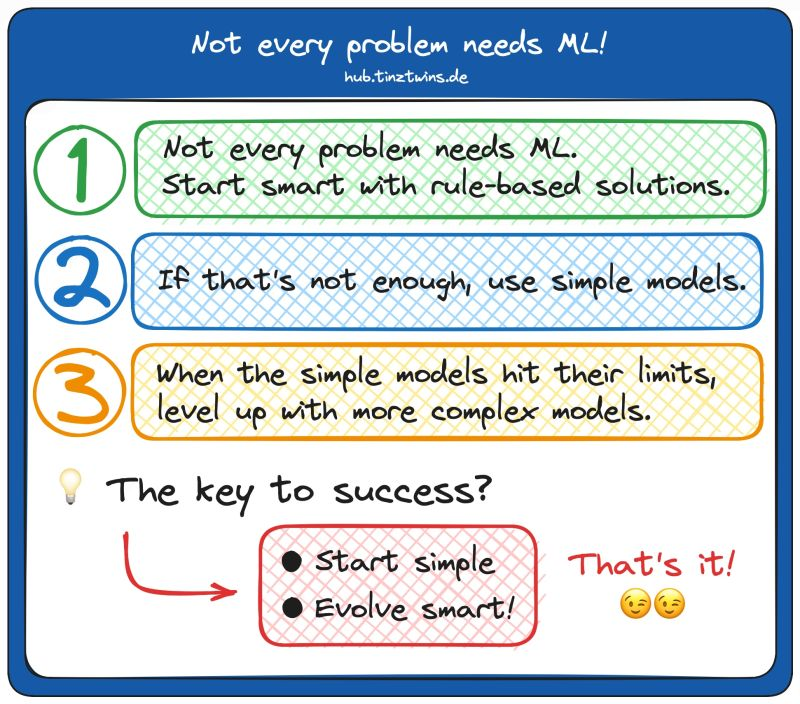 Not every problem needs ML!
hub.tinztwins.de
1
Not every problem needs ML.
Start smart with rule-based solutions.
2
If that's not enough, use simple models.
3
When the simple models hit their limits,
level up with more complex models.
💡 The key to success?
● Start simple
● Evolve smart!
That's it!
😉😉